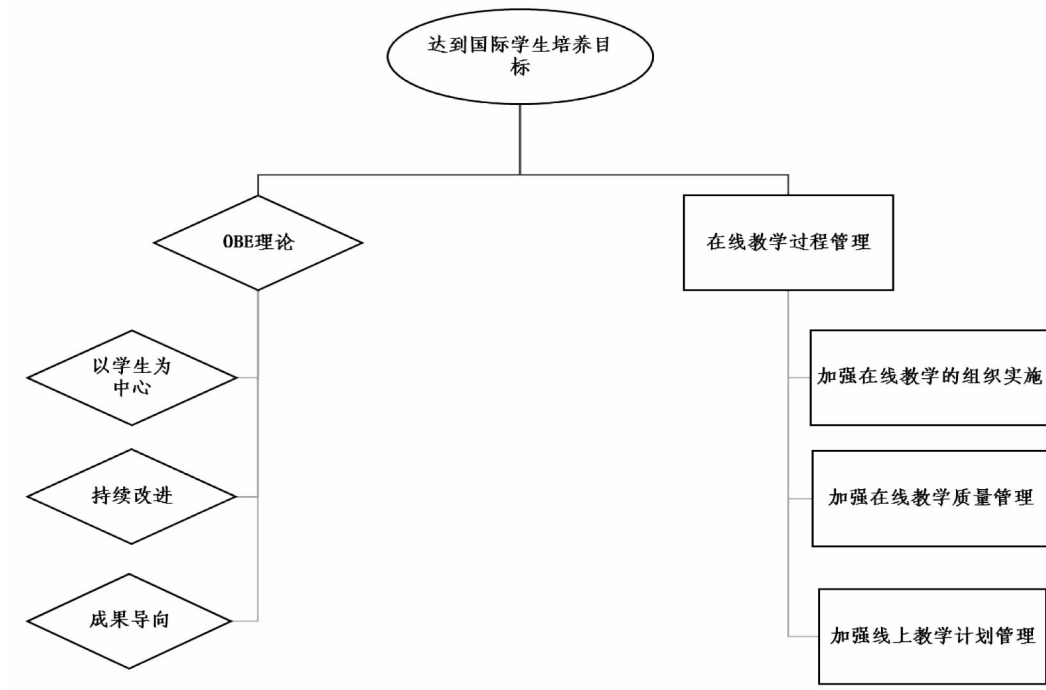 达到国际学生培养目
标
OBE理论
在线教学过程管理
以学生为
中心
加强在线教学的组织实施
持续改进
加强在线教学质量管理
成果导向
加强线上教学计划管理